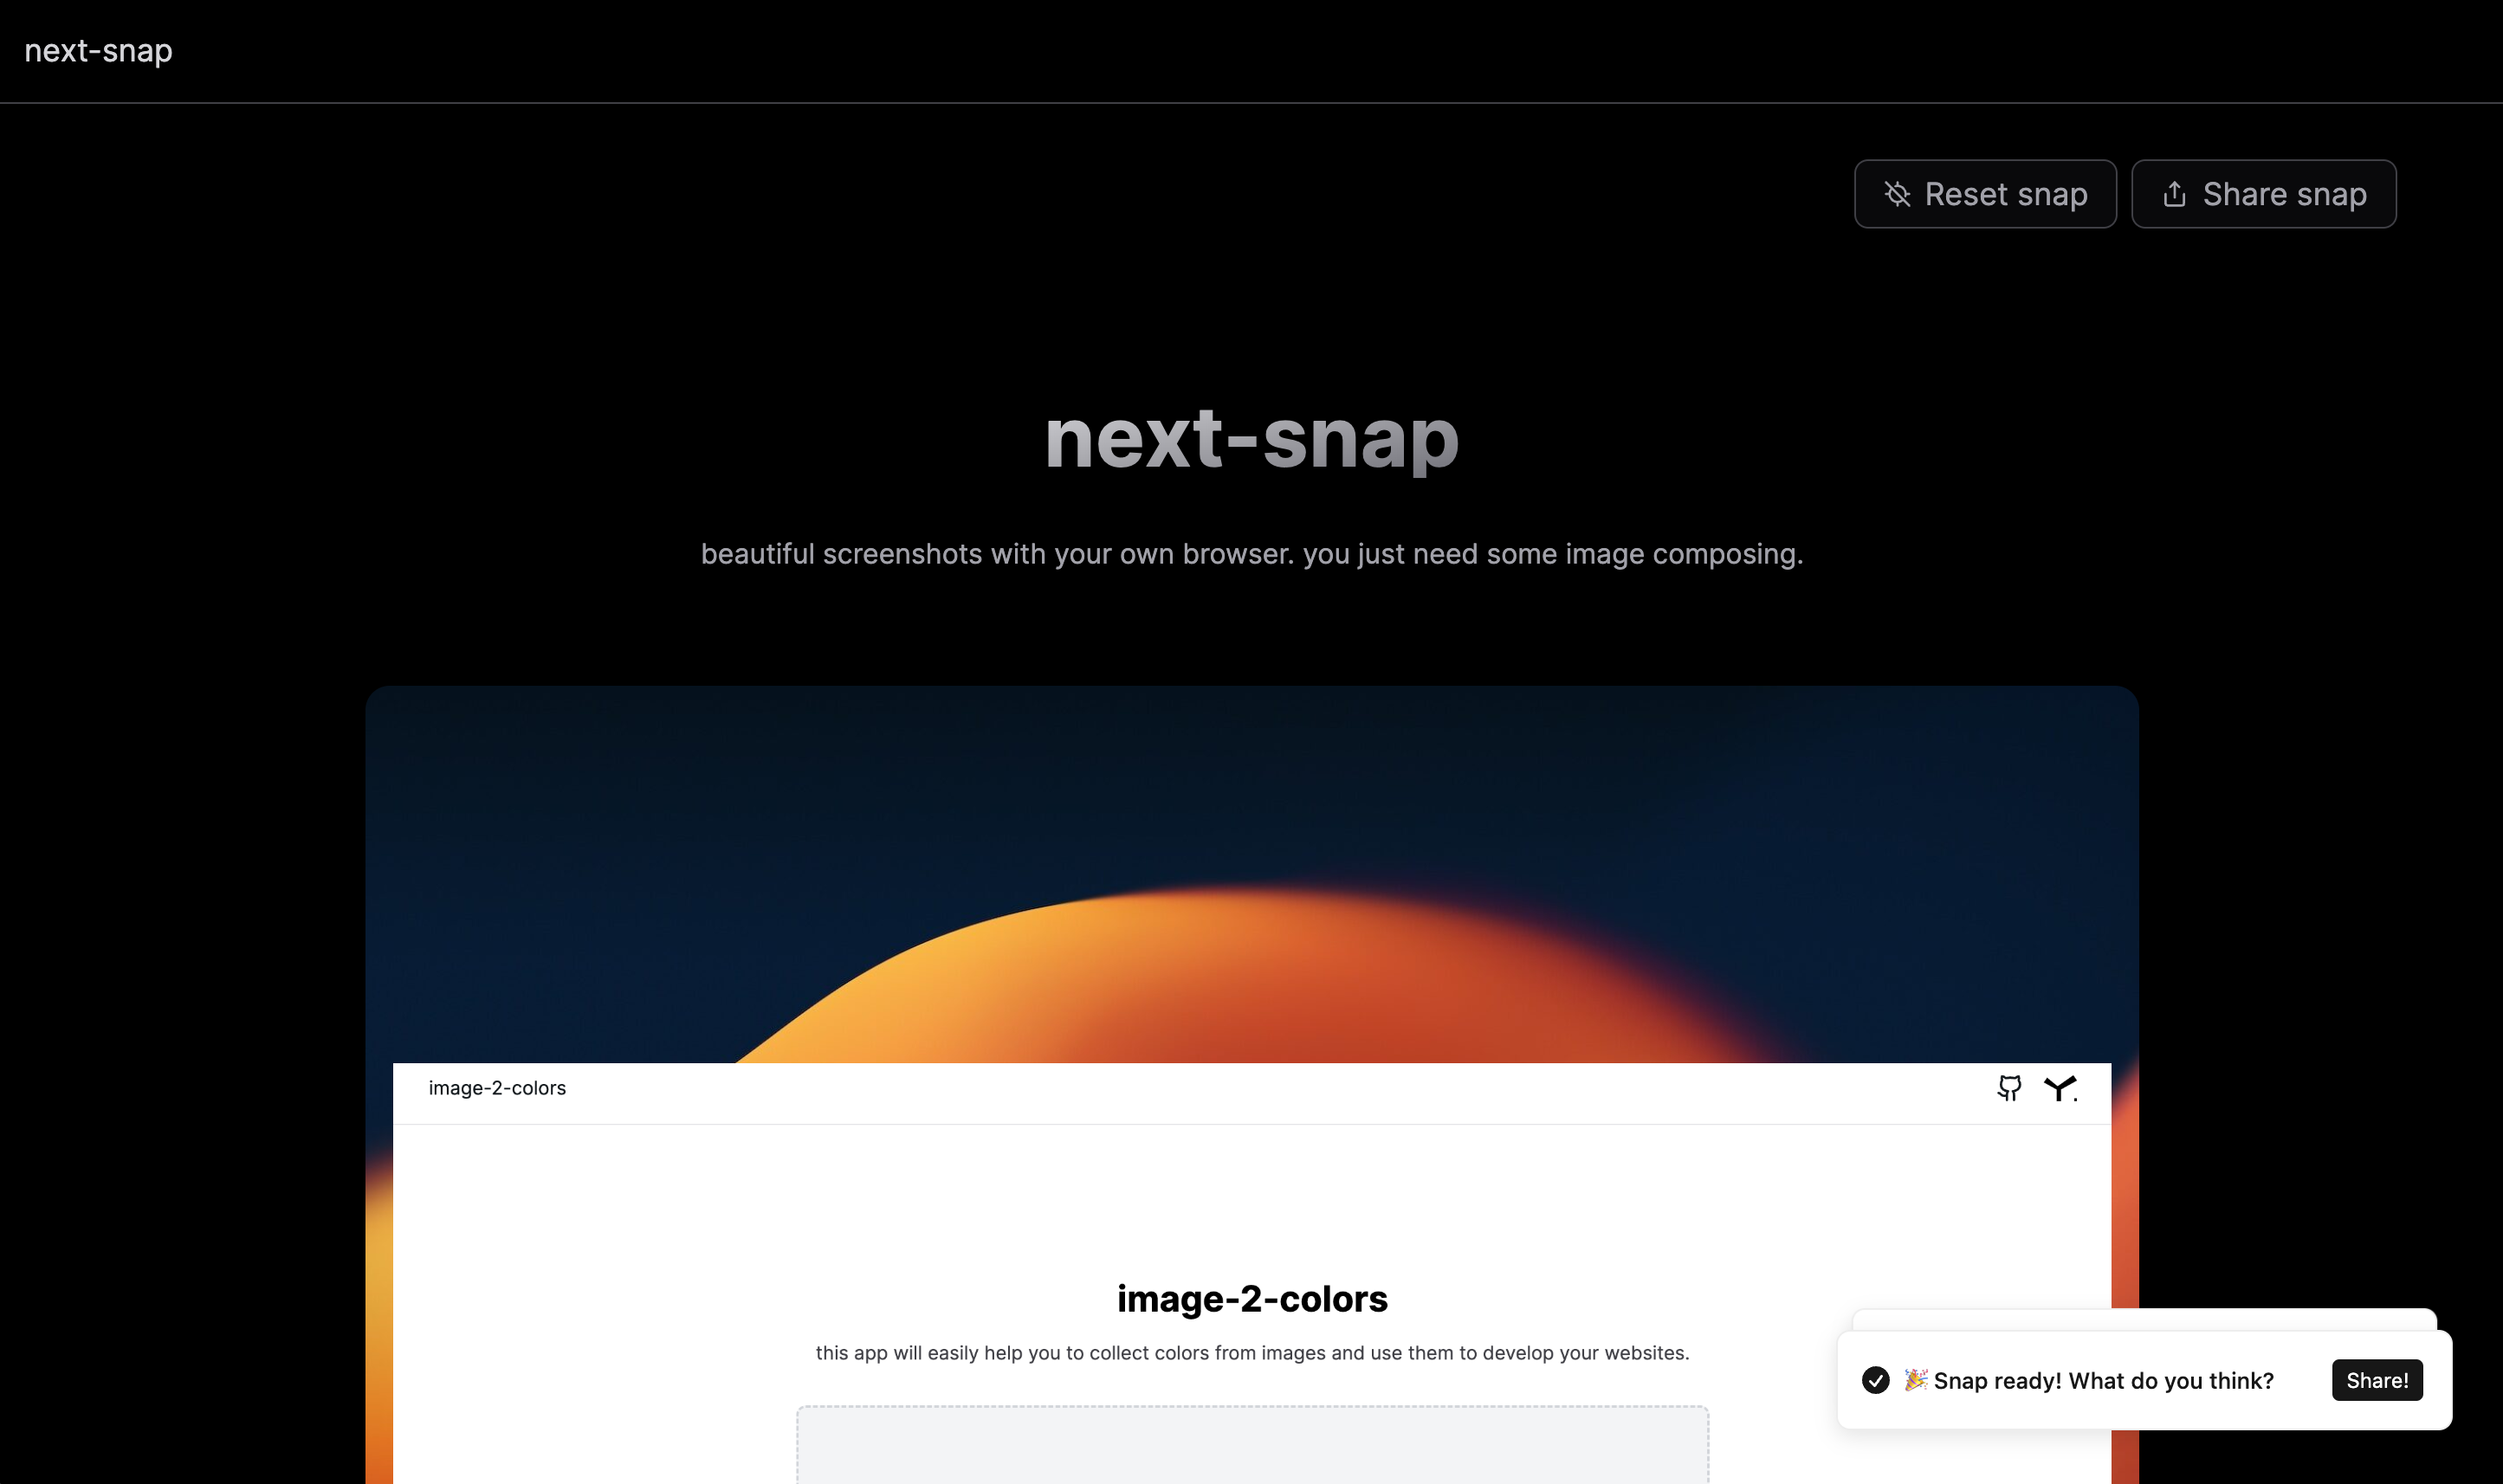 next-snap
Reset snap
Share snap
next-snap
beautiful screenshots with your own browser. you just need some image composing.
image-2-colors
image-2-colors
this app will easily help you to collect colors from images and use them to develop your websites.
🎉 Snap ready! What do you think?
Share!